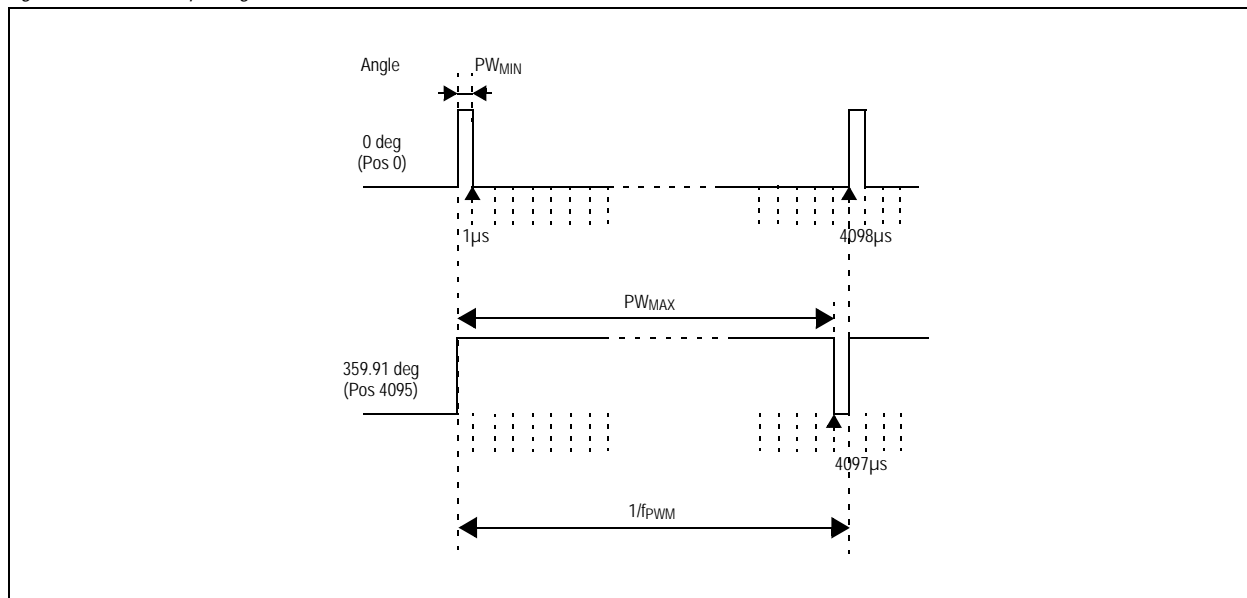 Angle PWMIN
0 deg
(Pos 0)
1µs 4098µs
PWMAX
359.91 deg
(Pos 4095)
4097µs
1/fPWM